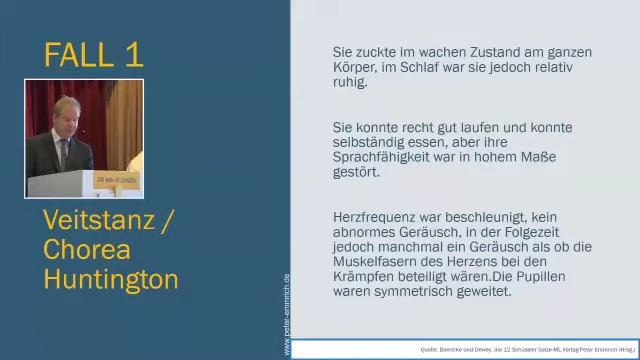 FALL 1
Veitstanz /
Chorea
Huntington
Sie zuckte im wachen Zustand am ganzen
Körper, im Schlaf war sie jedoch relativ
ruhig.
Sie konnte recht gut laufen und konnte
selbständig essen, aber ihre
Sprachfähigkeit war in hohem Maße
gestört.
Herzfrequenz war beschleunigt, kein
abnormes Geräusch, in der Folgezeit
jedoch manchmal ein Geräusch als ob die
Muskelfasern des Herzens bei den
Krämpfen beteiligt wären.Die Pupillen
waren symmetrisch geweitet.
www.peter-emmrich.de
Quelle: Boericke und Dewey, die 12 Schüssler Salze-ML Verlag-Peter Emmrich (Hrsg.)